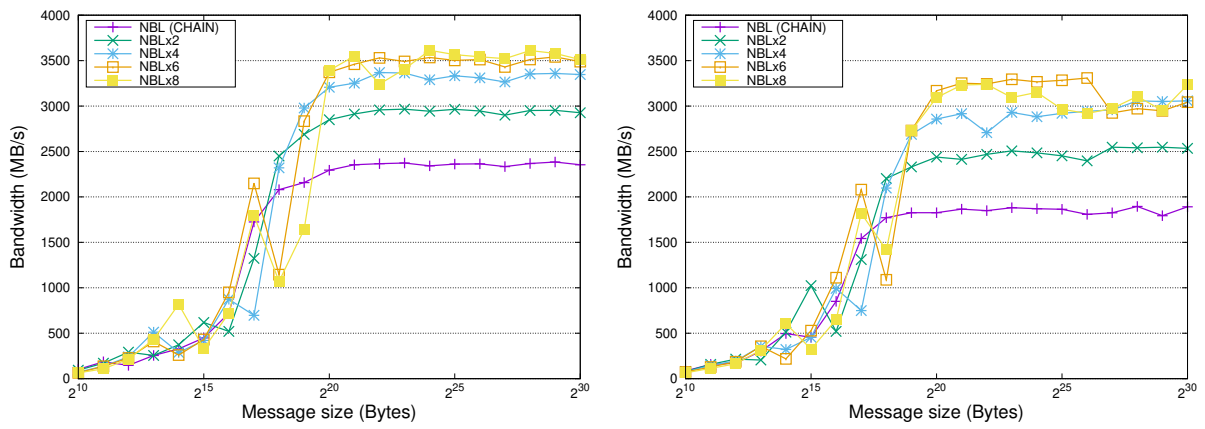 4000
3500
3000
2500
2000
1500
1000
500
0
Bandwidth (MB/s)
NBL (CHAIN)
NBLx2
NBLx4
NBLx6
NBLx8
2^10
2^15
2^20
2^25
2^30
Message size (Bytes)
4000
3500
3000
2500
2000
1500
1000
500
0
Bandwidth (MB/s)
NBL (CHAIN)
NBLx2
NBLx4
NBLx6
NBLx8
2^10
2^15
2^20
2^25
2^30
Message size (Bytes)